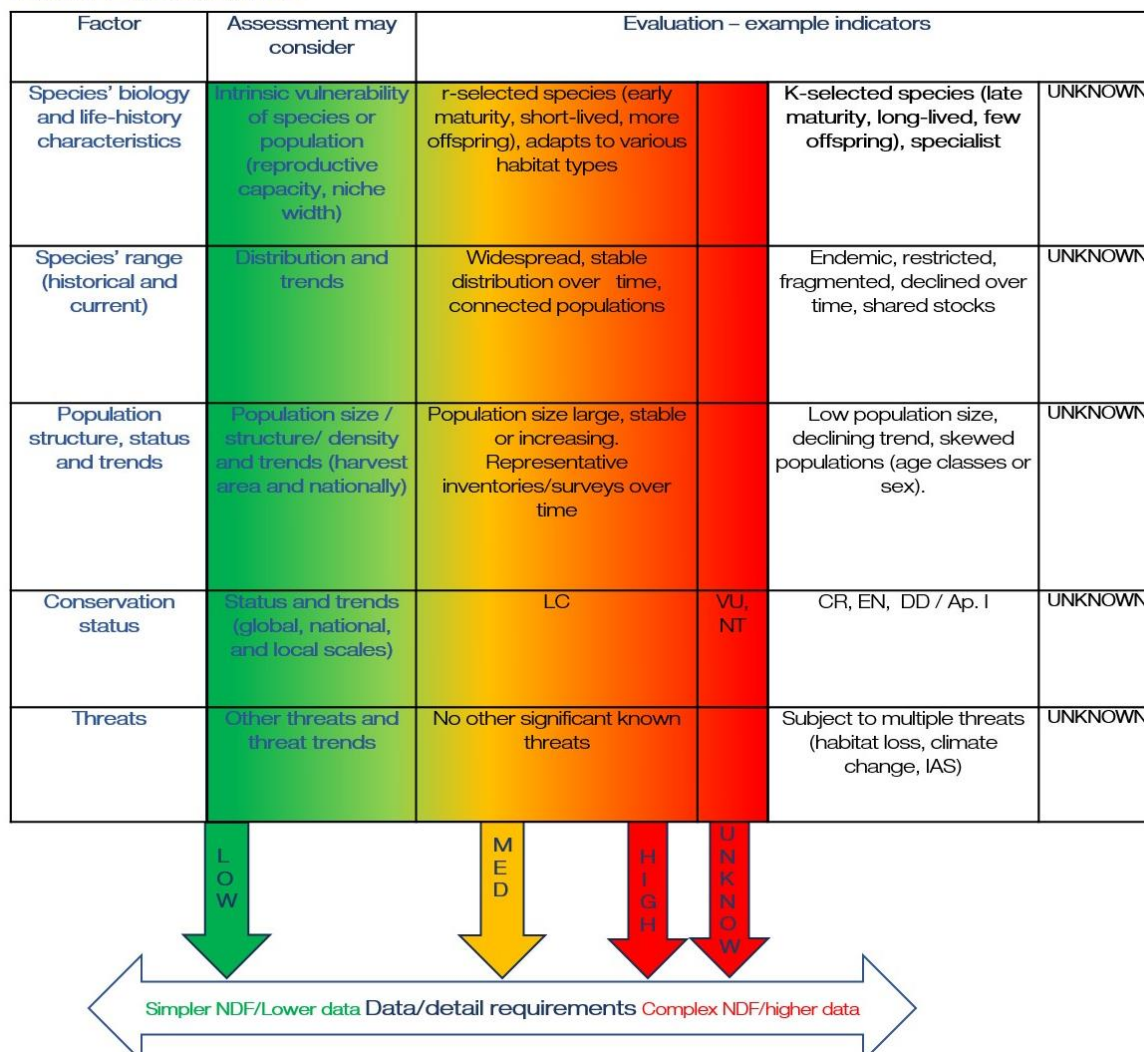 Factor
Assessment may
consider
Evaluation – example indicators
Species' biology
and life-history
characteristics
Intrinsic vulnerability
of species or
population
(reproductive
capacity, niche
width)
r-selected species (early
maturity, short-lived, more
offspring), adapts to various
habitat types
K-selected species (late
maturity, long-lived, few
offspring), specialist
UNKNOWN
Species' range
(historical and
current)
Distribution and
trends
Widespread, stable
distribution over time,
connected populations
Endemic, restricted,
fragmented, declined over
time, shared stocks
UNKNOWN
Population
structure, status
and trends
Population size /
structure/ density
and trends (harvest
area and nationally)
Population size large, stable
or increasing.
Representative
inventories/surveys over
time
Low population size,
declining trend, skewed
populations (age classes or
sex).
UNKNOWN
Conservation
status
Status and trends
(global, national,
and local scales)
LC
VU,
NT
CR, EN, DD / Ap. I
UNKNOWN
Threats
Other threats and
threat trends
No other significant known
threats
Subject to multiple threats
(habitat loss, climate
change, IAS)
UNKNOWN
LOW
MED
HIGH
UNKNOW
Simpler NDF/Lower data Data/detail requirements Complex NDF/higher data